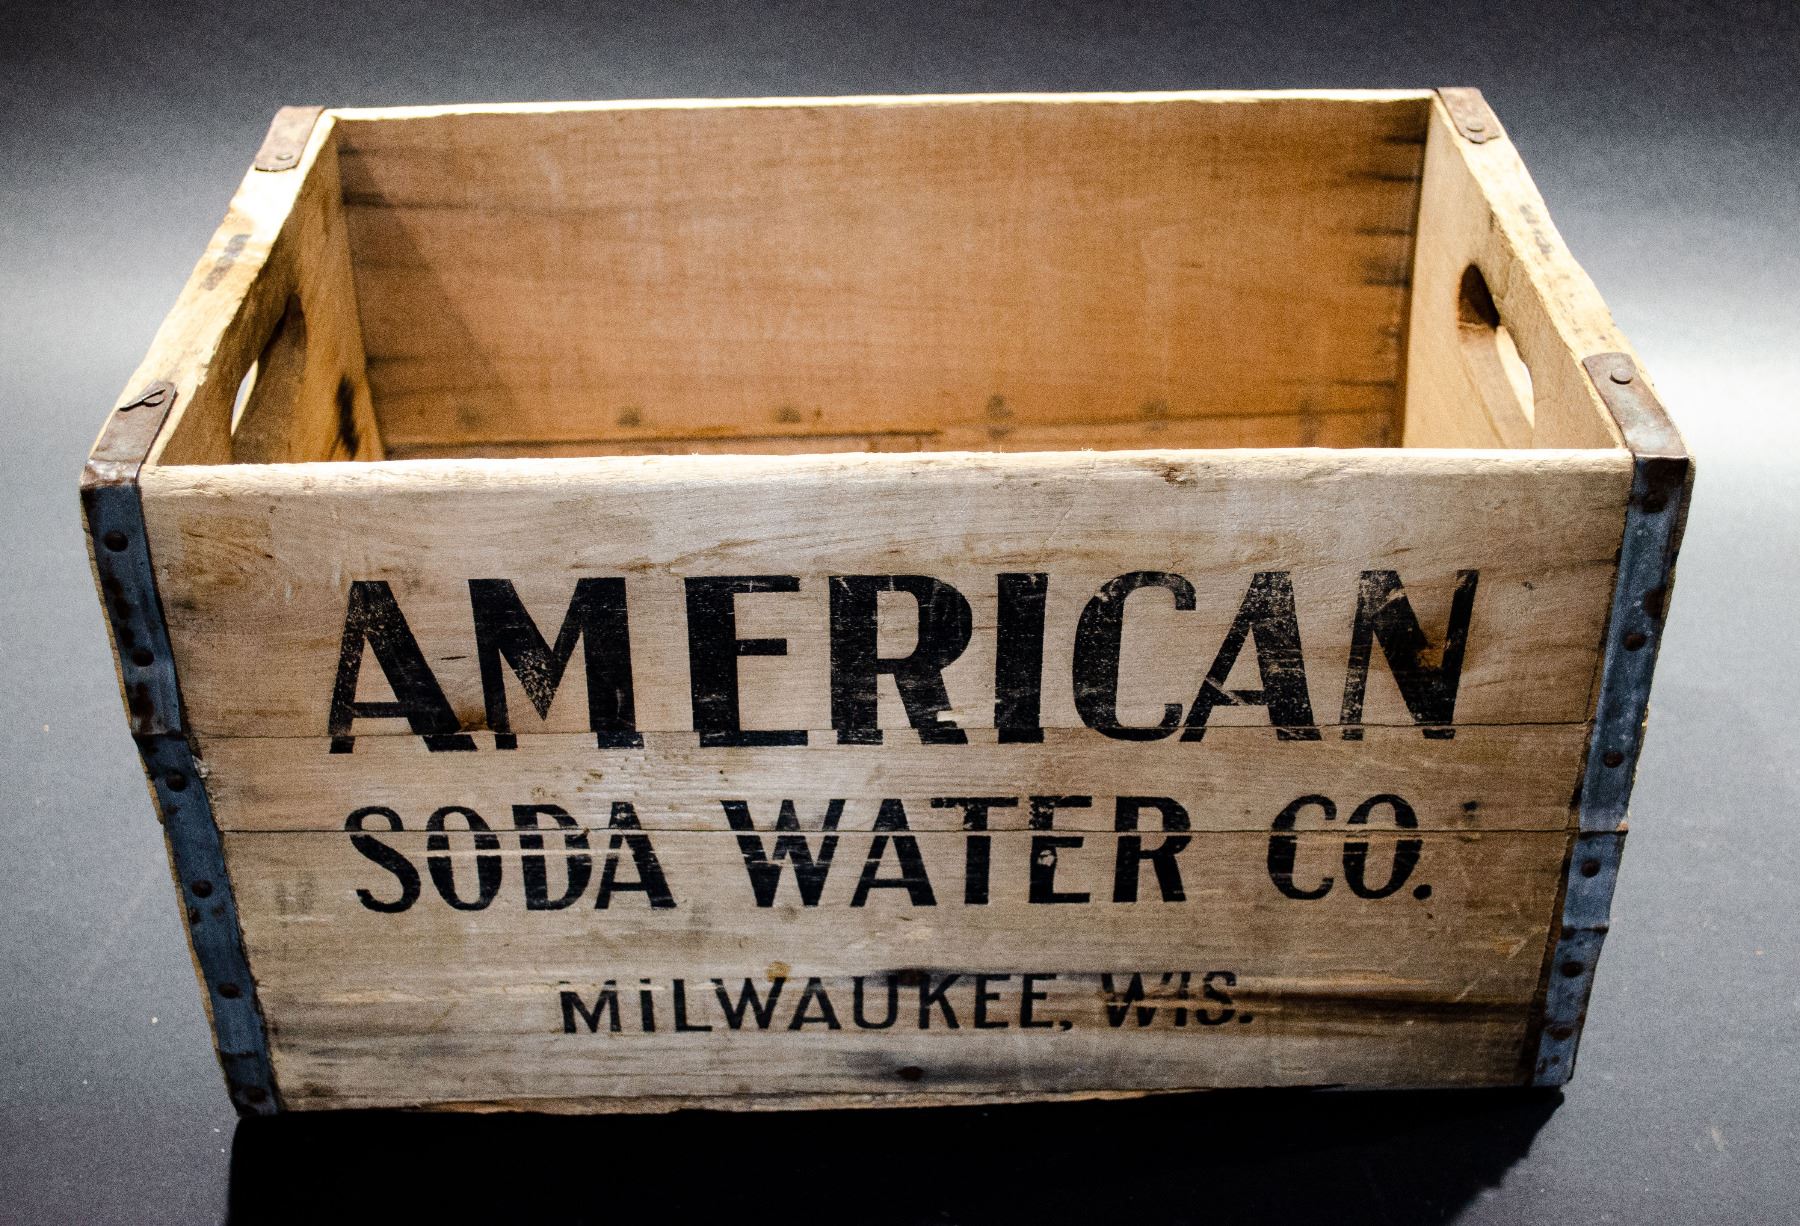 AMERICAN
SODA WATER CO.
MILWAUKEE, WIS.